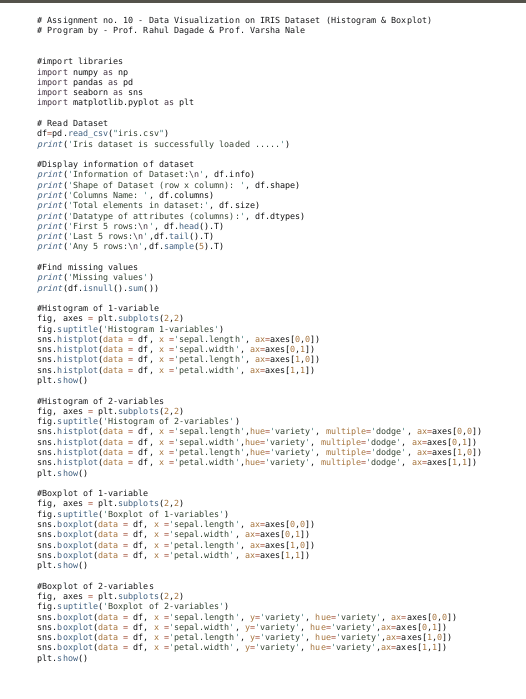 # Assignment no. 10 - Data Visualization on IRIS Dataset (Histogram & Boxplot)
# Program by - Prof. Rahul Dagade & Prof. Varsha Nale
#import libraries
import numpy as np
import pandas as pd
import seaborn as sns
import matplotlib.pyplot as plt
# Read Dataset
df=pd.read_csv("iris.csv")
print('Iris dataset is successfully loaded .....')
#Display information of dataset
print('Information of Dataset:\n', df.info)
print('Shape of Dataset (row x column): ', df.shape)
print('Columns Name: ', df.columns)
print('Total elements in dataset:', df.size)
print('Datatype of attributes (columns):', df.dtypes)
print('First 5 rows:\n', df.head().T)
print('Last 5 rows:\n',df.tail().T)
print('Any 5 rows:\n',df.sample(5).T)
#Find missing values
print('Missing values')
print(df.isnull().sum())
#Histogram of 1-variable
fig, axes = plt.subplots(2,2)
fig.suptitle('Histogram 1-variables')
sns.histplot(data = df, x ='sepal.length', ax=axes[0,0])
sns.histplot(data = df, x ='sepal.width', ax=axes[0,1])
sns.histplot(data = df, x ='petal.length', ax=axes[1,0])
sns.histplot(data = df, x ='petal.width', ax=axes[1,1])
plt.show()
#Histogram of 2-variables
fig, axes = plt.subplots(2,2)
fig.suptitle('Histogram of 2-variables')
sns.histplot(data = df, x ='sepal.length',hue='variety', multiple='dodge', ax=axes[0,0])
sns.histplot(data = df, x ='sepal.width',hue='variety', multiple='dodge', ax=axes[0,1])
sns.histplot(data = df, x ='petal.length',hue='variety', multiple='dodge', ax=axes[1,0])
sns.histplot(data = df, x ='petal.width',hue='variety', multiple='dodge', ax=axes[1,1])
plt.show()
#Boxplot of 1-variable
fig, axes = plt.subplots(2,2)
fig.suptitle('Boxplot of 1-variables')
sns.boxplot(data = df, x ='sepal.length', ax=axes[0,0])
sns.boxplot(data = df, x ='sepal.width', ax=axes[0,1])
sns.boxplot(data = df, x ='petal.length', ax=axes[1,0])
sns.boxplot(data = df, x ='petal.width', ax=axes[1,1])
plt.show()
#Boxplot of 2-variables
fig, axes = plt.subplots(2,2)
fig.suptitle('Boxplot of 2-variables')
sns.boxplot(data = df, x ='sepal.length', y='variety', hue='variety', ax=axes[0,0])
sns.boxplot(data = df, x ='sepal.width', y='variety', hue='variety',ax=axes[0,1])
sns.boxplot(data = df, x ='petal.length', y='variety', hue='variety',ax=axes[1,0])
sns.boxplot(data = df, x ='petal.width', y='variety', hue='variety',ax=axes[1,1])
plt.show()